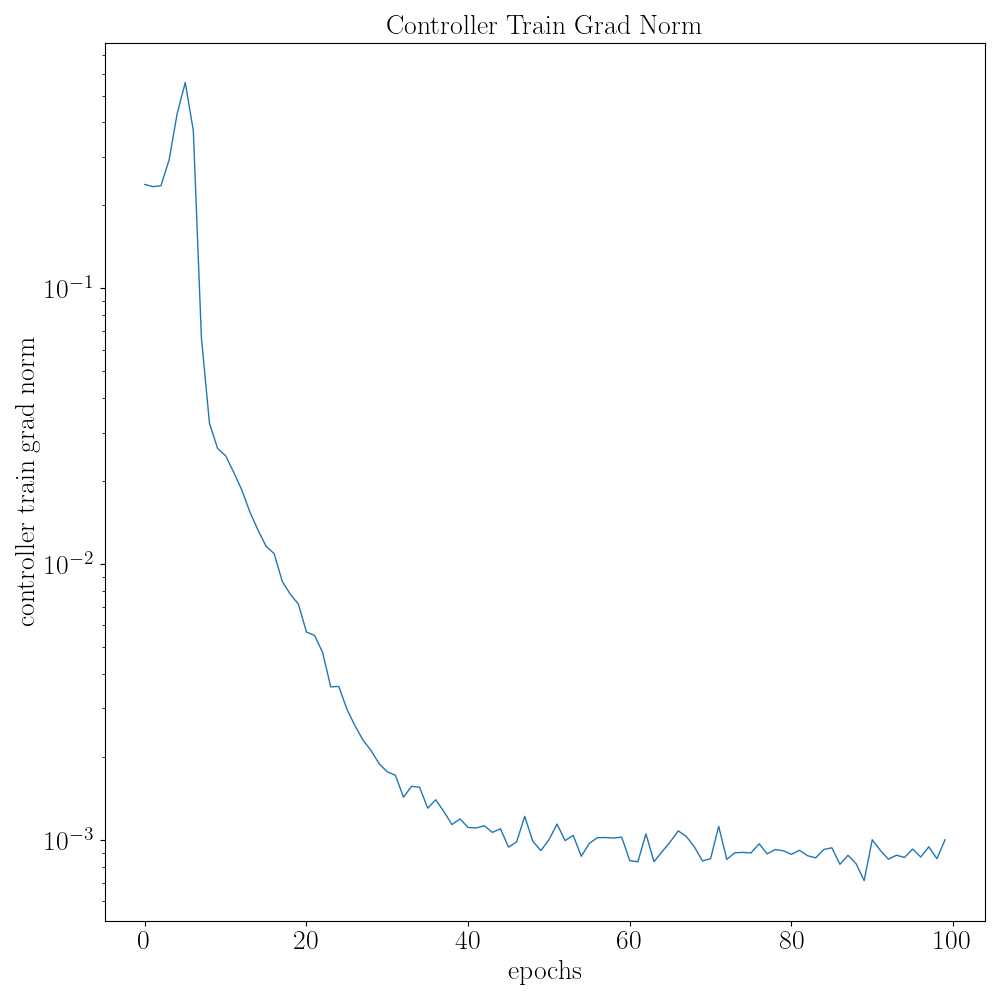 Controller Train Grad Norm
controller train grad norm
10⁻¹
10⁻²
10⁻³
0 20 40 60 80 100
epochs